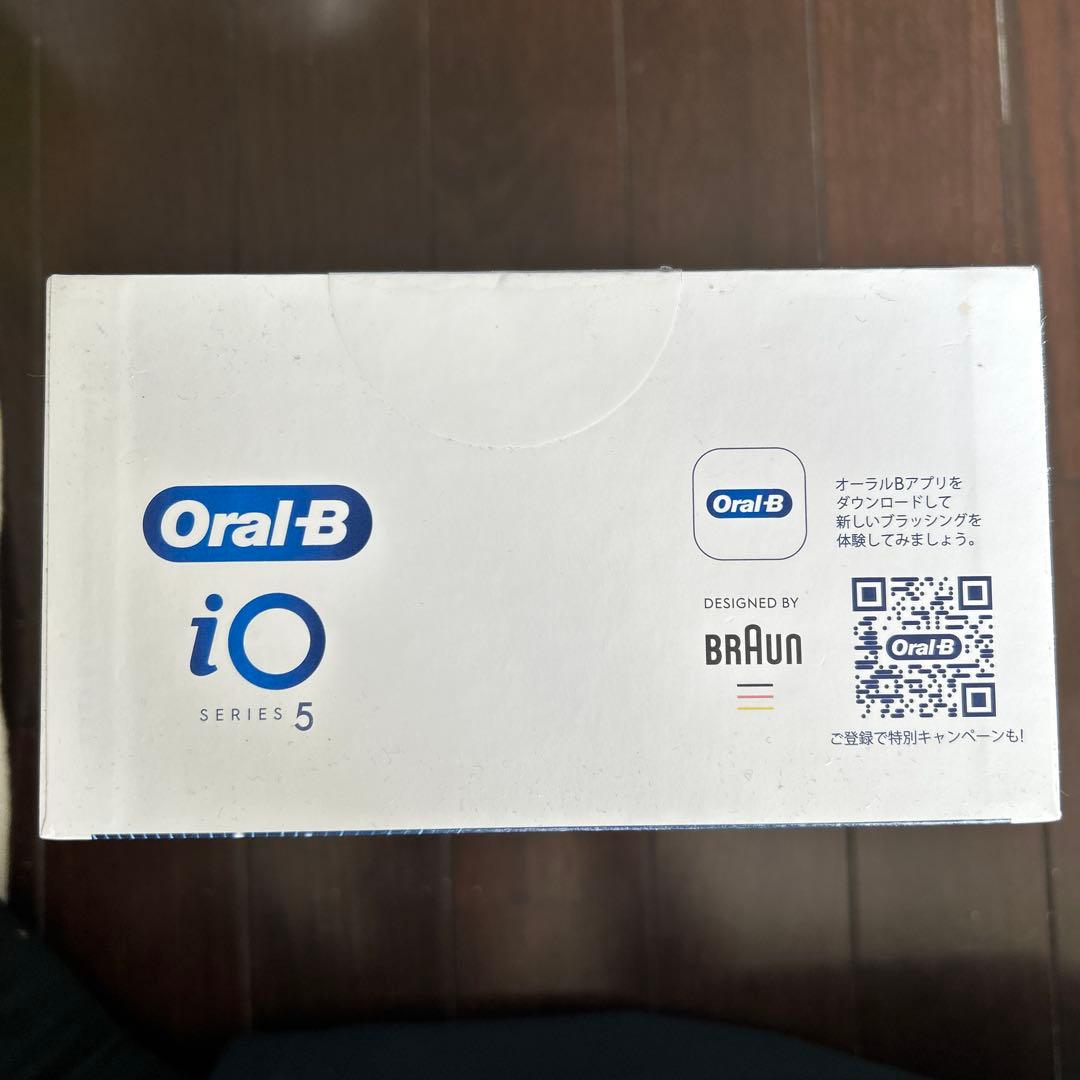 Oral-B
iO
SERIES 5
Oral-B
オーラルBアプリを
ダウンロードして
新しいブラッシングを
体験してみましょう。
DESIGNED BY
BRAUN
Oral-B
ご登録で特別キャンペーンも!